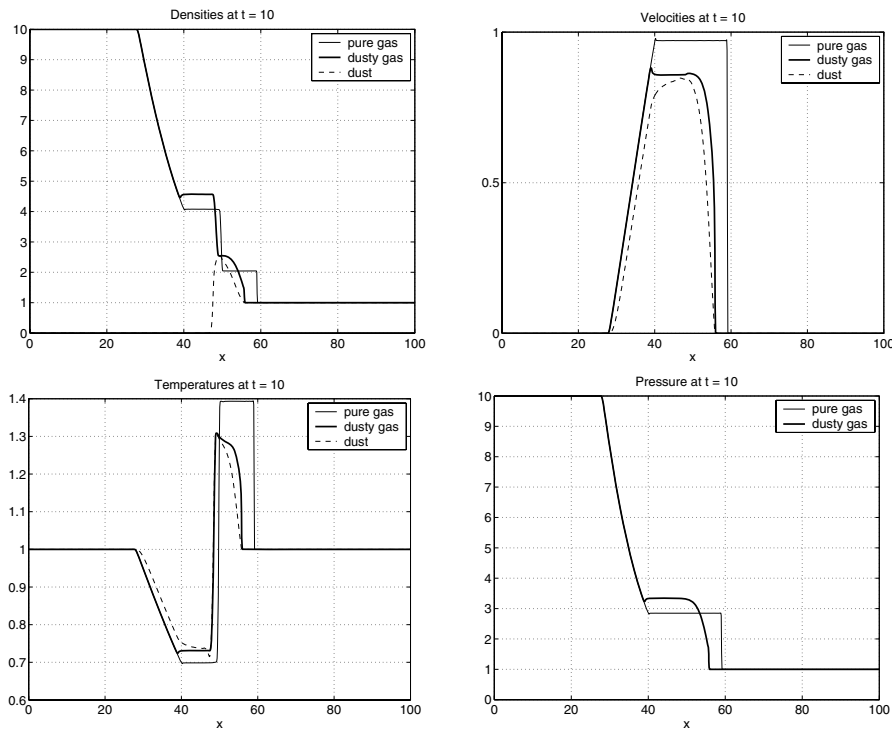 Densities at t = 10
10
9
8
7
6
5
4
3
2
1
0
0 20 40 60 80 100
x
pure gas
dusty gas
dust
Velocities at t = 10
1
0.5
0
0 20 40 60 80 100
x
pure gas
dusty gas
dust
Temperatures at t = 10
1.4
1.3
1.2
1.1
1
0.9
0.8
0.7
0.6
0 20 40 60 80 100
x
pure gas
dusty gas
dust
Pressure at t = 10
10
9
8
7
6
5
4
3
2
1
0
0 20 40 60 80 100
x
pure gas
dusty gas